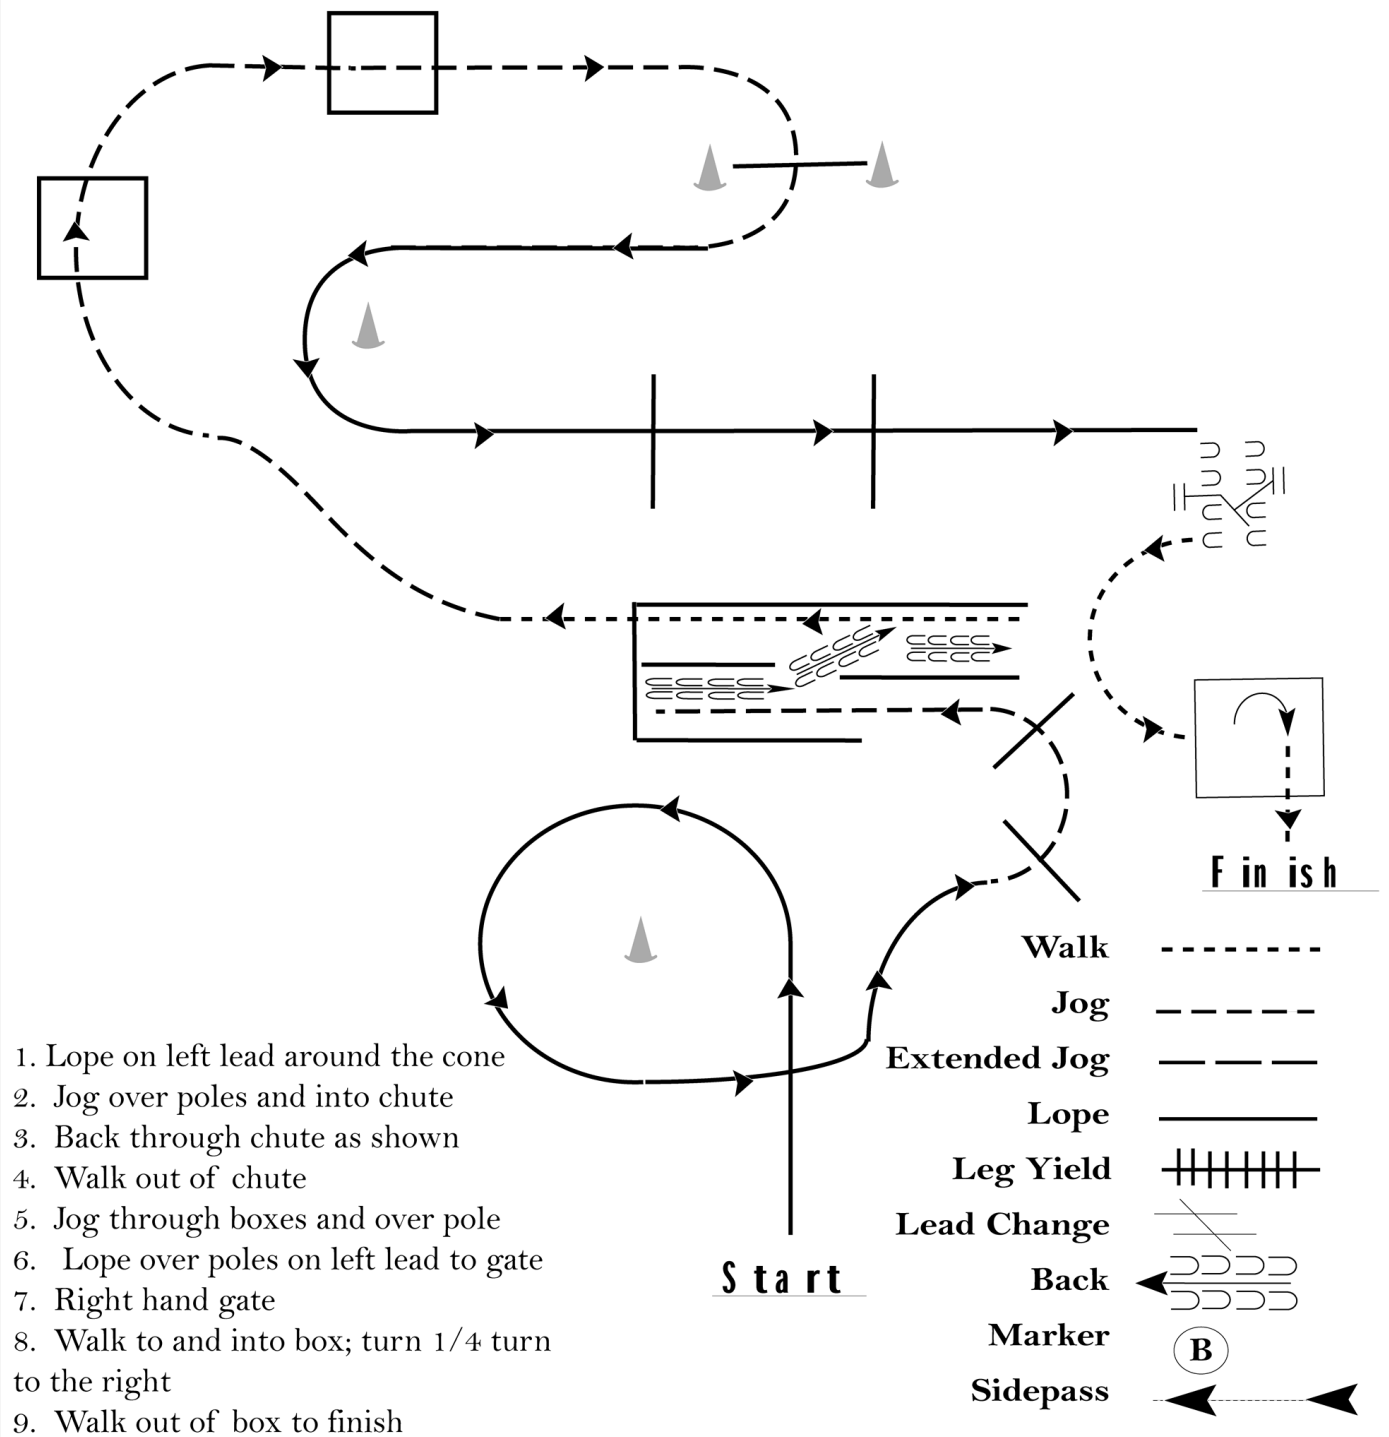 Finish
Walk
Jog
Extended Jog
Lope
Leg Yield
Lead Change
Back
Marker
B
Sidepass
1. Lope on left lead around the cone
2. Jog over poles and into chute
3. Back through chute as shown
4. Walk out of chute
5. Jog through boxes and over pole
6. Lope over poles on left lead to gate
7. Right hand gate
8. Walk to and into box; turn 1/4 turn
to the right
9. Walk out of box to finish
Start